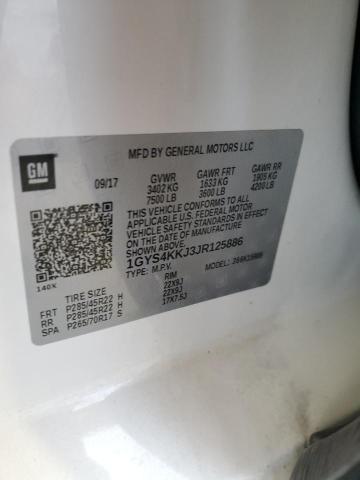 MFD BY GENERAL MOTORS LLC
GM
09/17 GVWR GAWR FRT GAWR RR
3402 KG 1633 KG 1905 KG
7500 LB 3600 LB 4200 LB
THIS VEHICLE CONFORMS TO ALL
APPLICABLE U.S. FEDERAL MOTOR
VEHICLE SAFETY STANDARDS IN EFFECT
ON THE DATE OF MANUFACTURE
SHOWN ABOVE.
1GYS4KKJ3JR125886
TYPE: M.P.V. MODEL:
140X
TIRE SIZE RIM
FRT P285/45R22 H 22X9J
RR P285/45R22 H 22X9J
SPA P265/70R17 S 17X7.5J